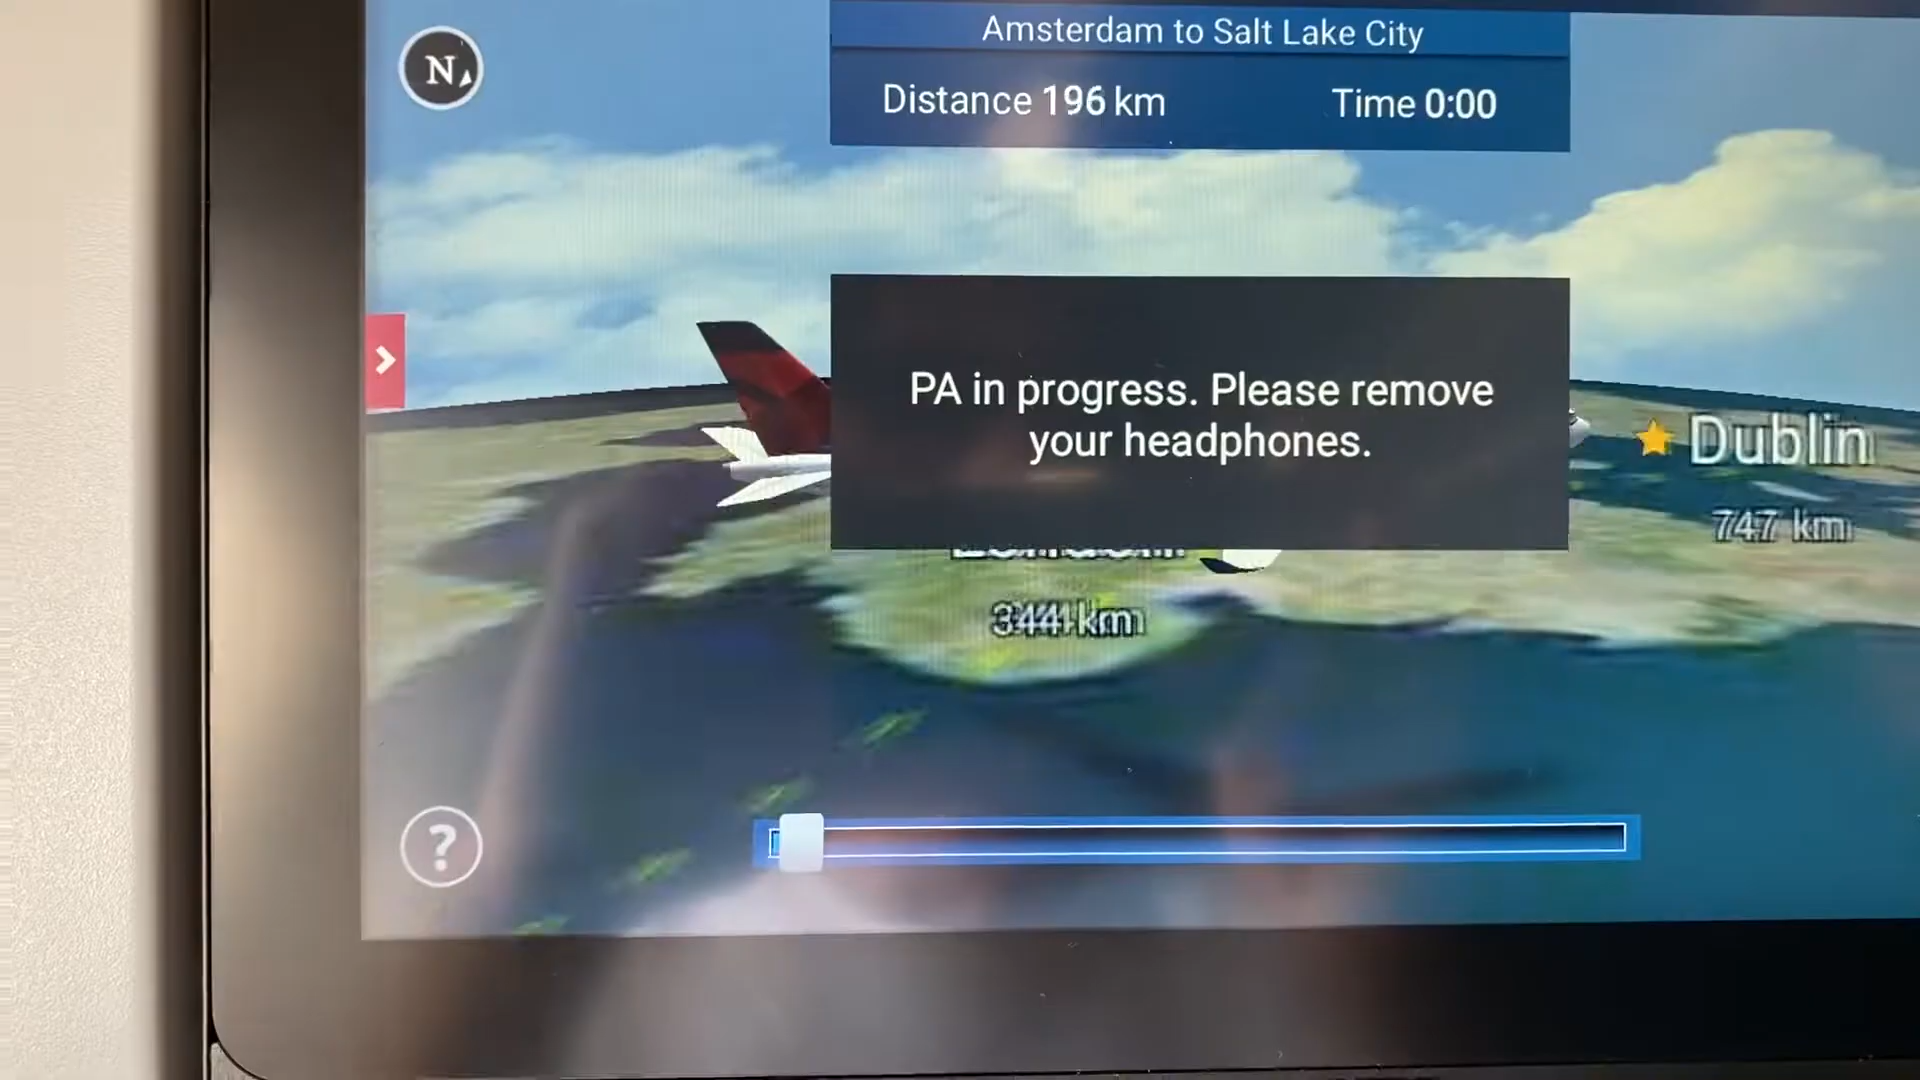 N
Amsterdam to Salt Lake City
Distance 196 km
Time 0:00
PA in progress. Please remove
your headphones.
Dublin
747 km
344 km
?